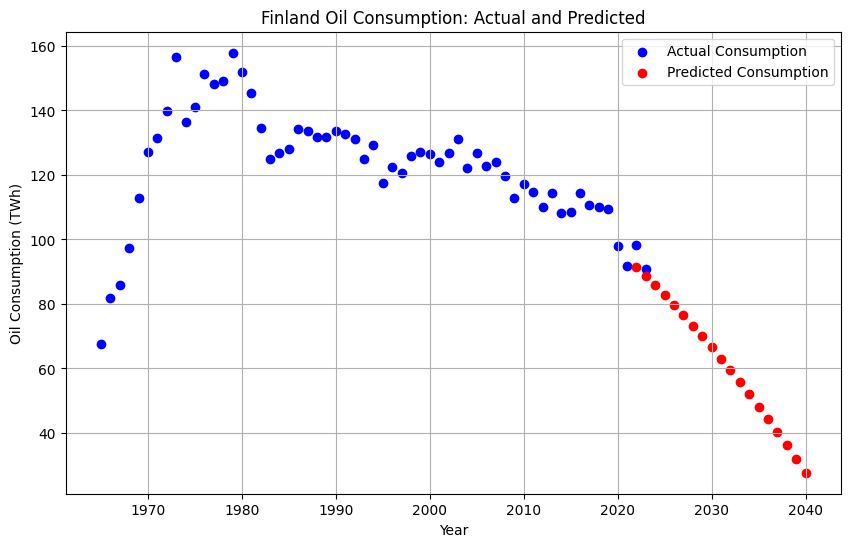 Finland Oil Consumption: Actual and Predicted
Actual Consumption
Predicted Consumption
Oil Consumption (TWh)
160
140
120
100
80
60
40
1970 1980 1990 2000 2010 2020 2030 2040
Year